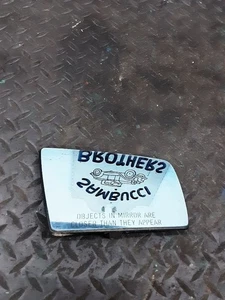 BROTHERS
SAMBUCCI
OBJECTS IN MIRROR ARE
CLOSER THAN THEY APPEAR